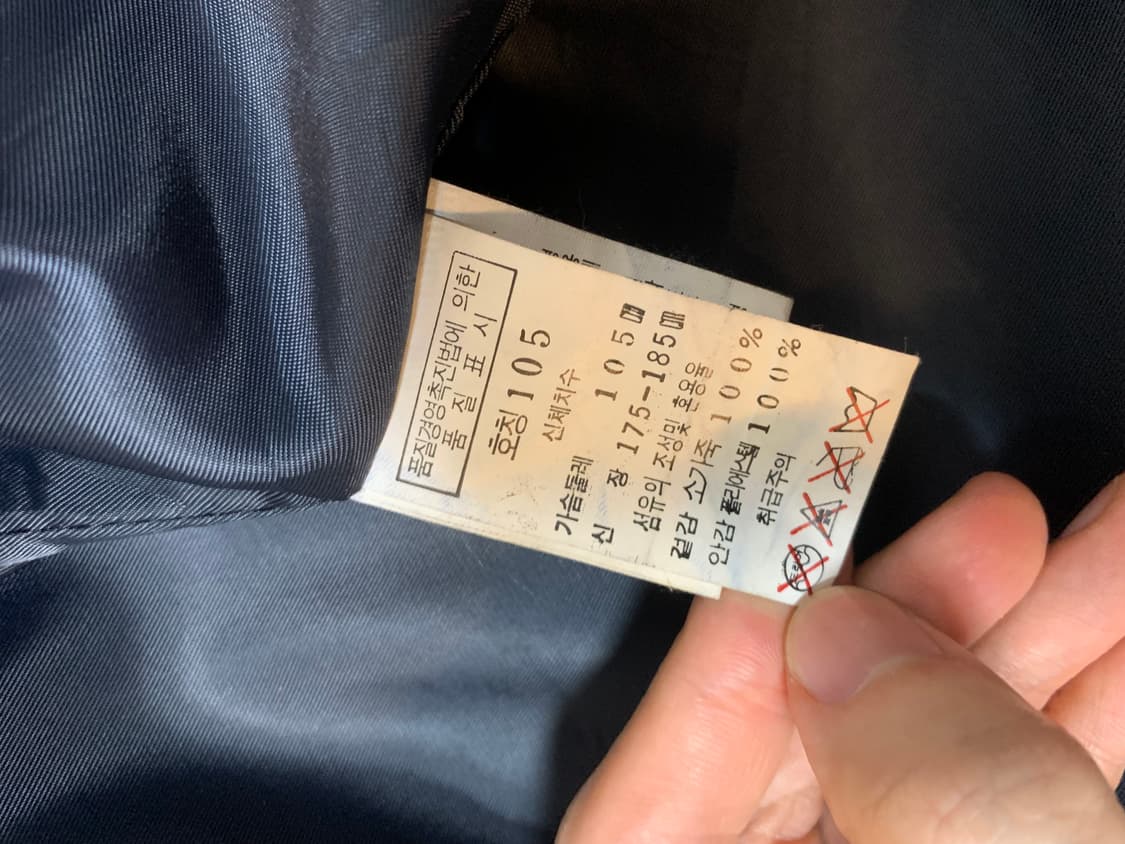 품질경영촉진법에 의한
품 질 표 시
호칭 105
신체치수
가슴둘레 105㎝
신 장 175-185㎝
섬유의 조성및 혼용율
겉감 소가죽 100%
안감 폴리에스텔 100%
취급주의
드라이